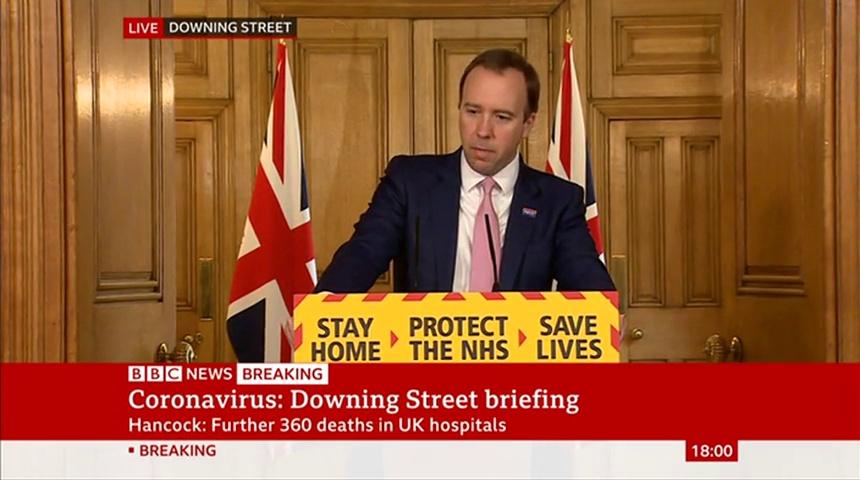 LIVE DOWNING STREET
STAY HOME PROTECT THE NHS SAVE LIVES
BBC NEWS BREAKING
Coronavirus: Downing Street briefing
Hancock: Further 360 deaths in UK hospitals
BREAKING
18:00